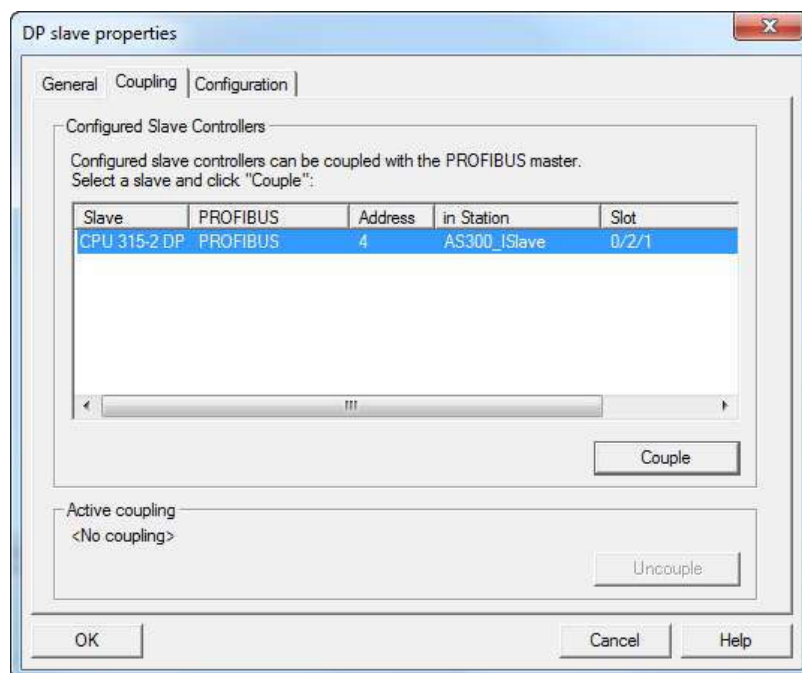 DP slave properties
General Coupling Configuration
Configured Slave Controllers
Configured slave controllers can be coupled with the PROFIBUS master.
Select a slave and click "Couple":
Slave PROFIBUS Address in Station Slot
CPU 315-2 DP PROFIBUS 4 AS300_ISlave 0/2/1
Couple
Active coupling
<No coupling>
Uncouple
OK Cancel Help